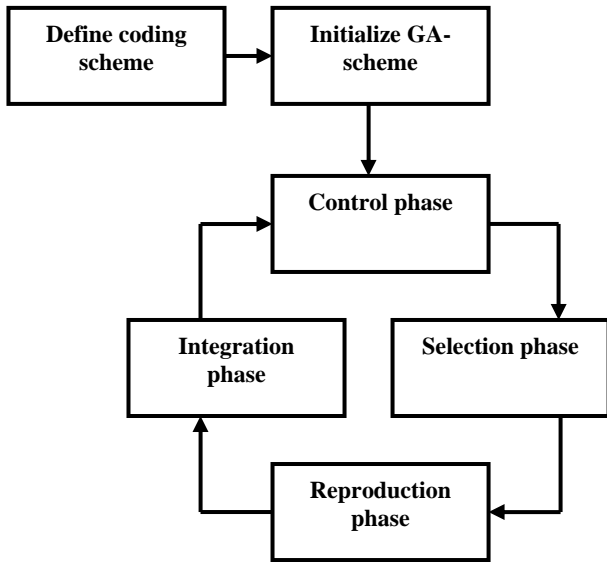 Define coding
scheme
Initialize GA-
scheme
Control phase
Integration
phase
Selection phase
Reproduction
phase